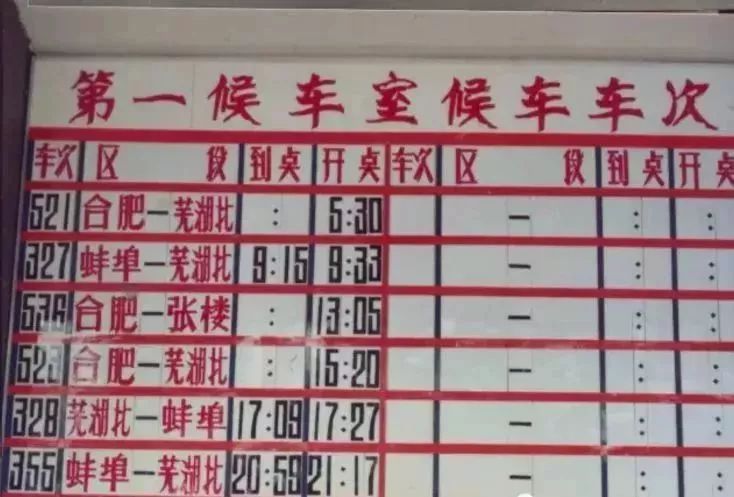 第一候车室候车车次
车次 区 段 到点 开点 车次 区 段 到点 开点
521 合肥—芜湖北 : 5:30 — : :
327 蚌埠—芜湖北 9:15 9:33 — : :
536 合肥—张楼 : 13:05 — : :
523 合肥—芜湖北 : 15:20 — : :
328 芜湖北—蚌埠 17:09 17:27 — : :
355 蚌埠—芜湖北 20:59 21:17 — : :